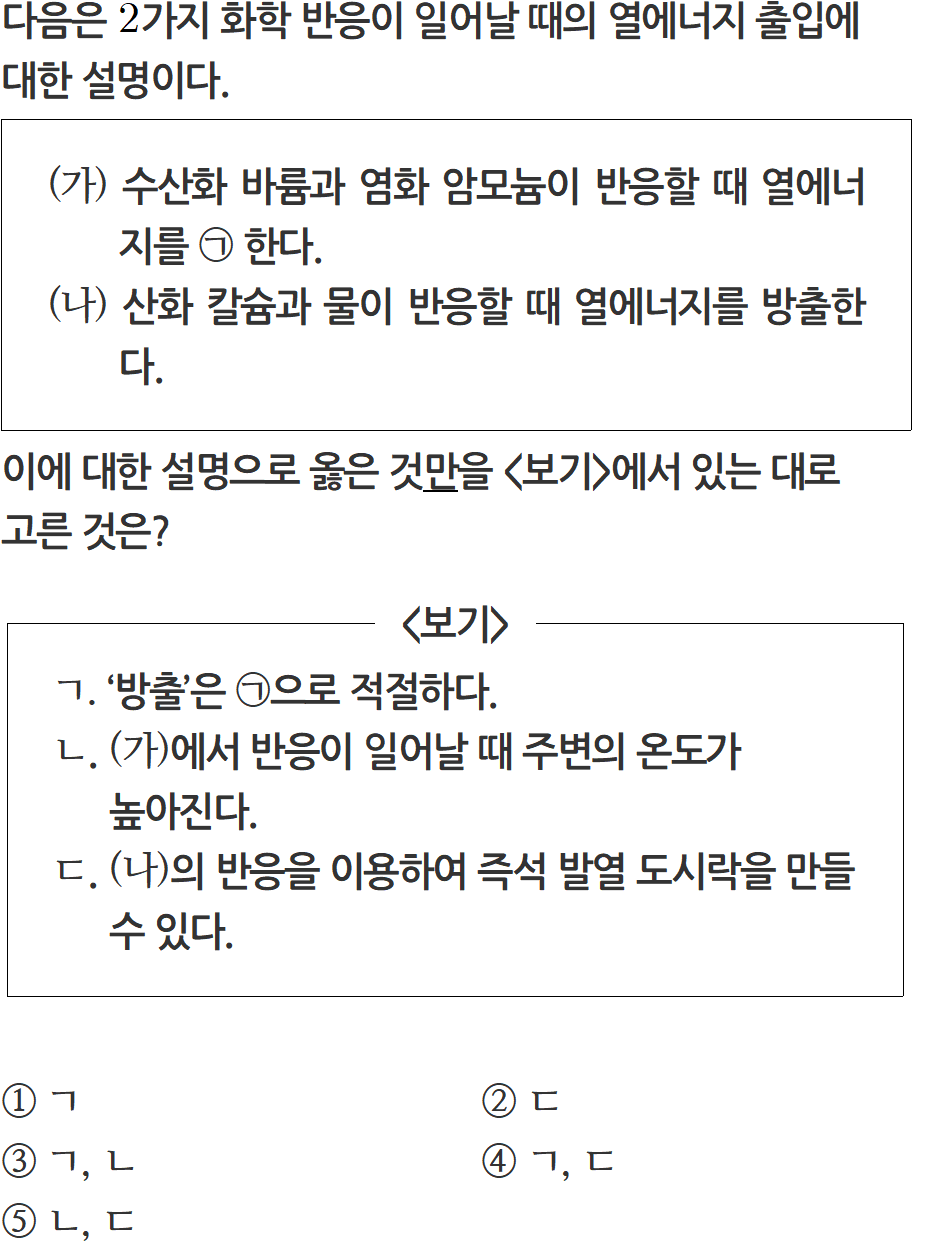 다음은 2가지 화학 반응이 일어날 때의 열에너지 출입에
대한 설명이다.
(가) 수산화 바륨과 염화 암모늄이 반응할 때 열에너
지를 ㉠ 한다.
(나) 산화 칼슘과 물이 반응할 때 열에너지를 방출한
다.
이에 대한 설명으로 옳은 것만을 <보기>에서 있는 대로
고른 것은?
<보기>
ㄱ. ‘방출’은 ㉠으로 적절하다.
ㄴ. (가)에서 반응이 일어날 때 주변의 온도가
높아진다.
ㄷ. (나)의 반응을 이용하여 즉석 발열 도시락을 만들
수 있다.
① ㄱ ② ㄷ
③ ㄱ, ㄴ ④ ㄱ, ㄷ
⑤ ㄴ, ㄷ